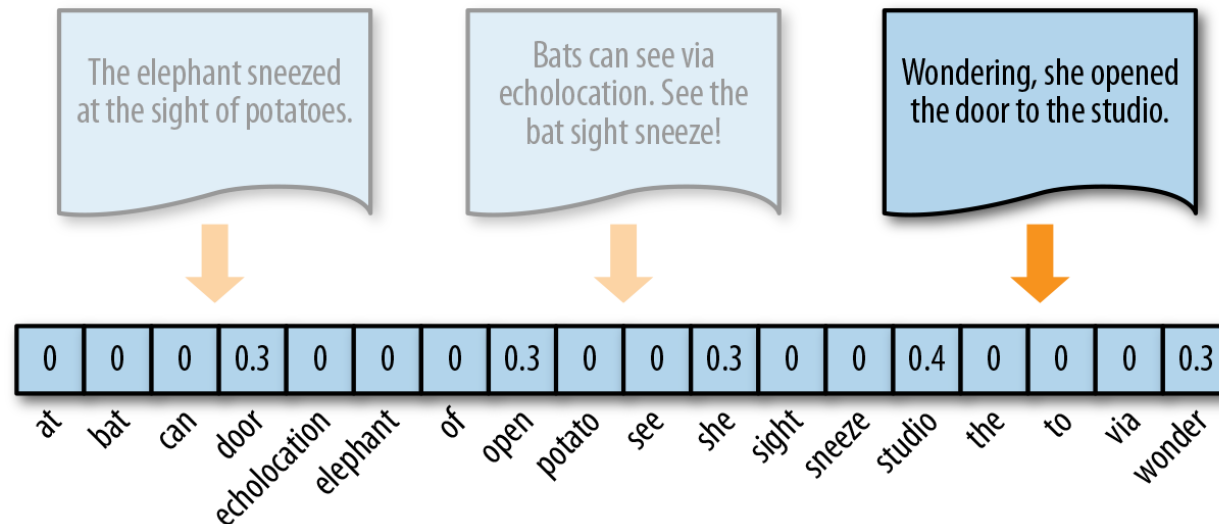 The elephant sneezed
at the sight of potatoes.
Bats can see via
echolocation. See the
bat sight sneeze!
Wondering, she opened
the door to the studio.
0 0 0 0.3 0 0 0 0.3 0 0 0.3 0 0 0.4 0 0 0 0.3
at bat can door echolocation elephant of open potato see she sight sneeze studio the to via wonder